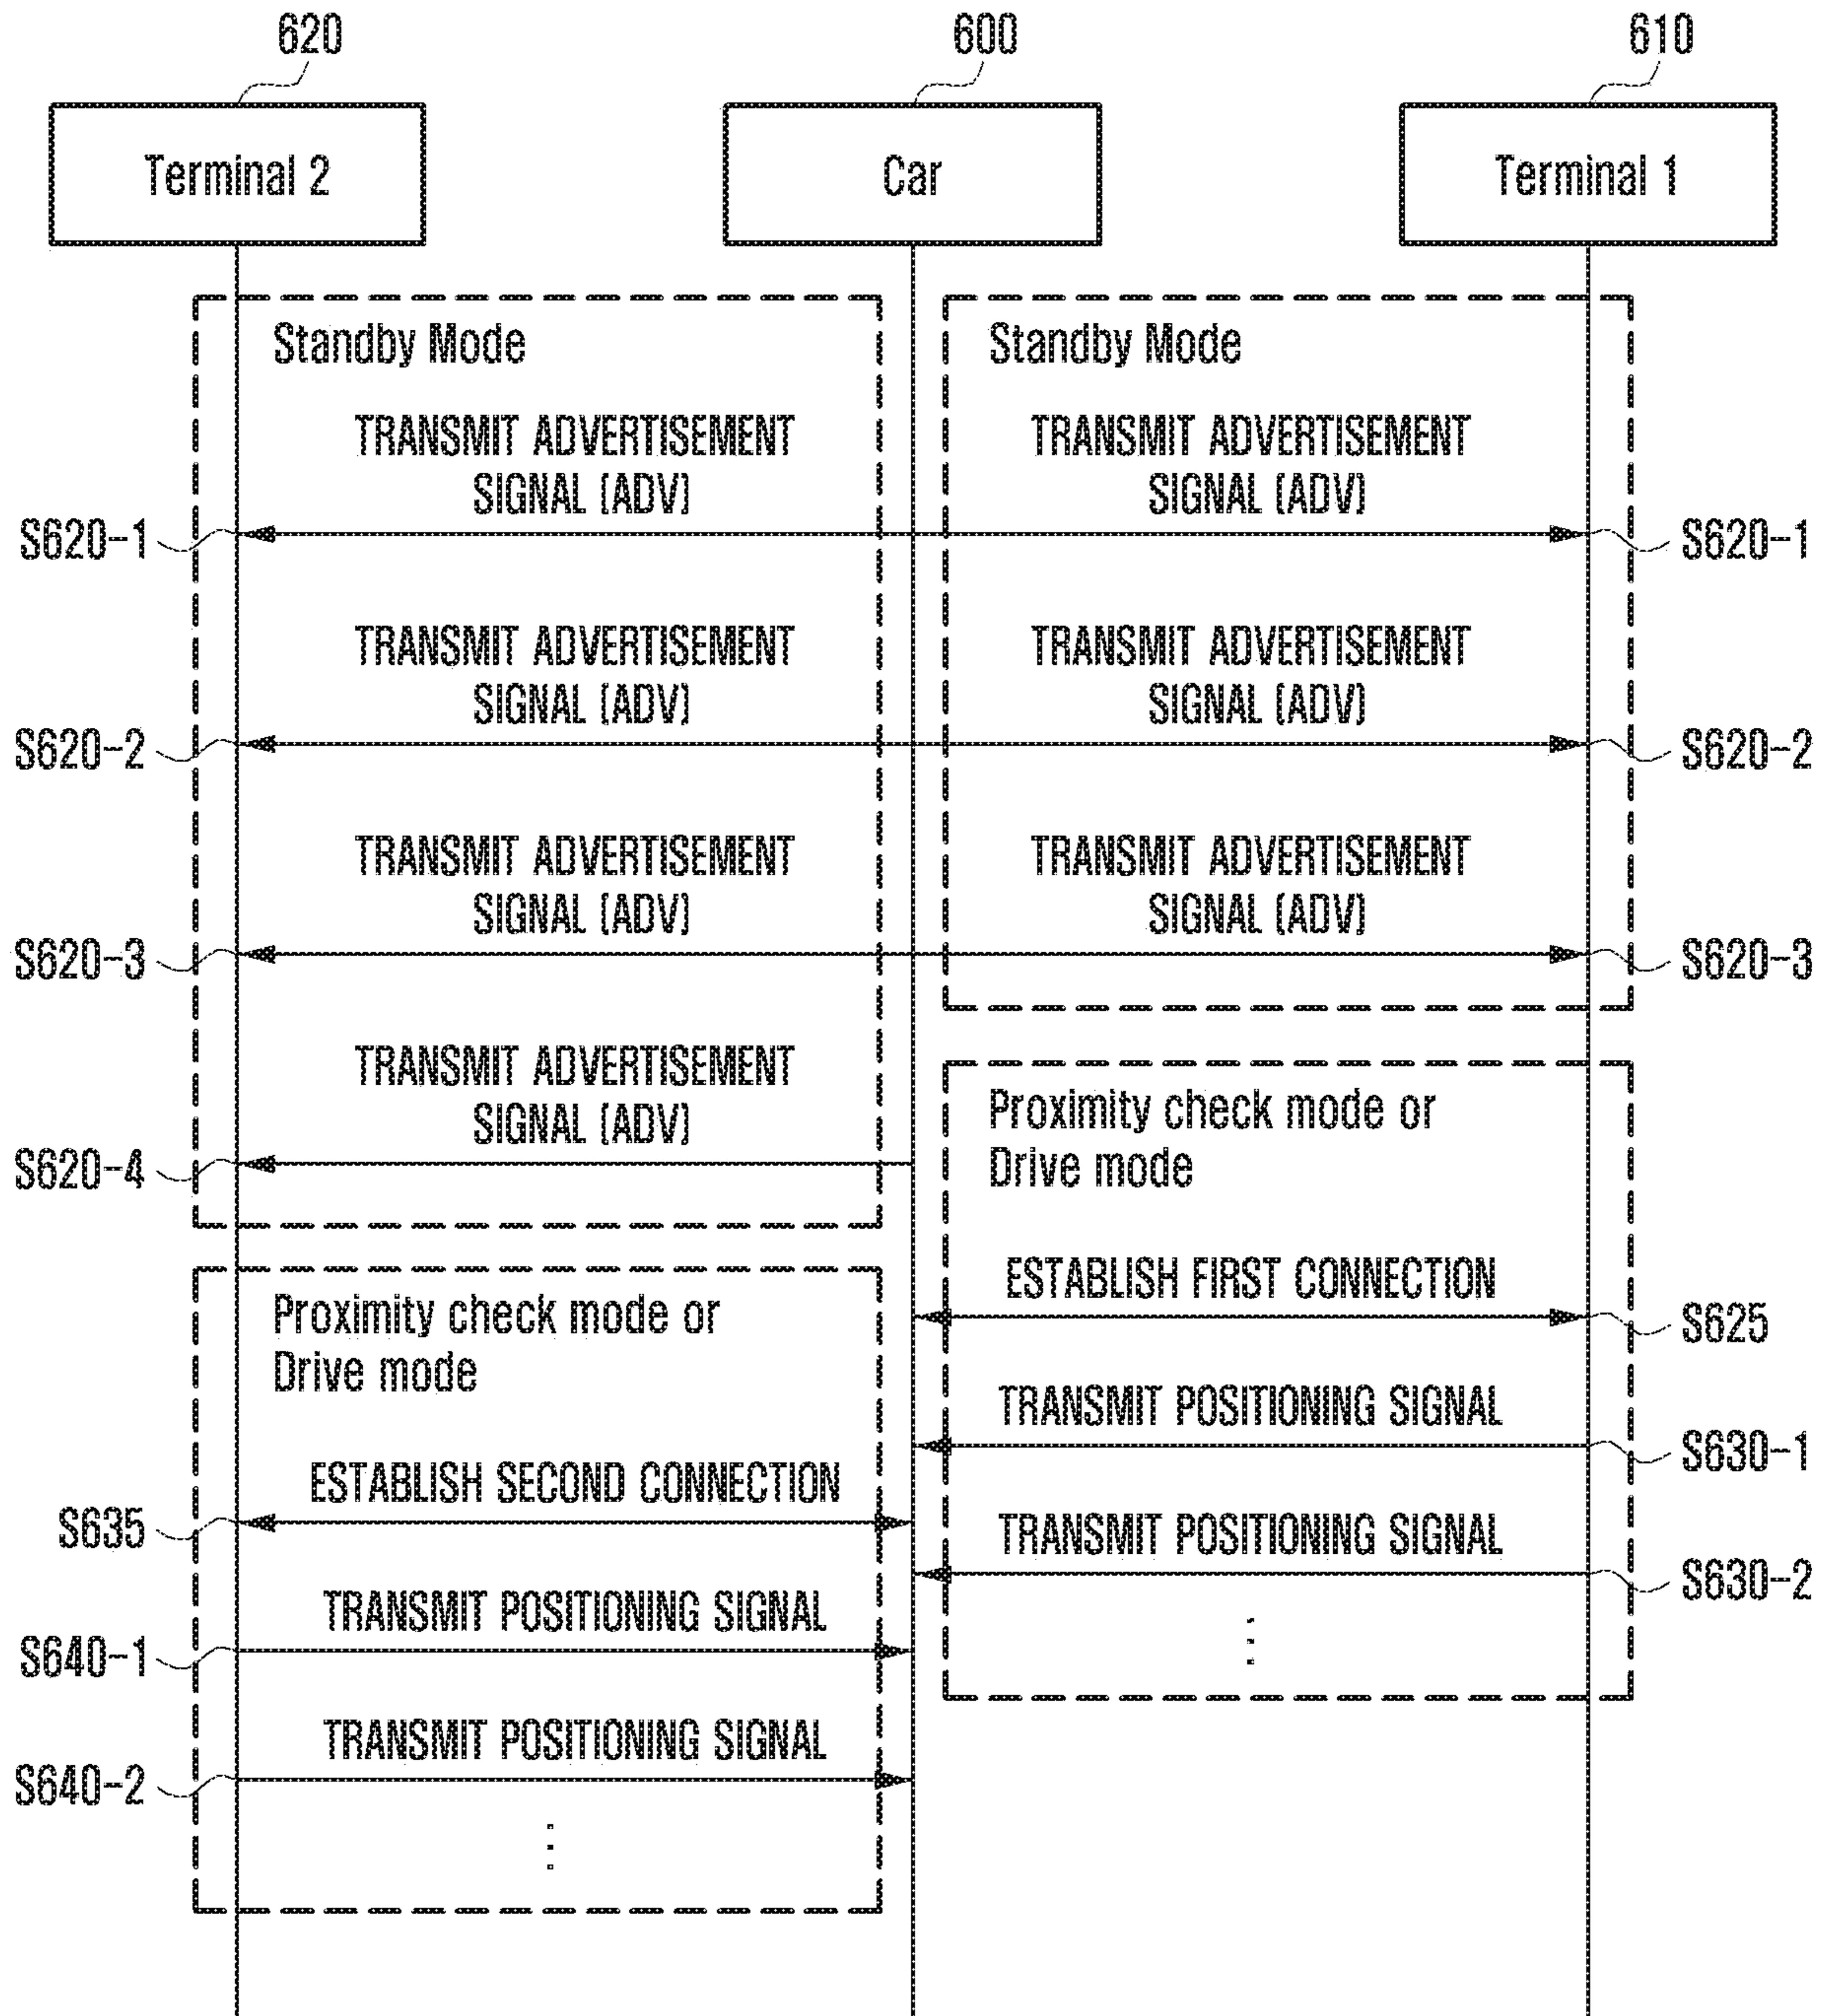 620
600
610
Terminal 2
Car
Terminal 1
Standby Mode
Standby Mode
TRANSMIT ADVERTISEMENT
SIGNAL (ADV)
TRANSMIT ADVERTISEMENT
SIGNAL (ADV)
S620-1
S620-1
TRANSMIT ADVERTISEMENT
SIGNAL (ADV)
TRANSMIT ADVERTISEMENT
SIGNAL (ADV)
S620-2
S620-2
TRANSMIT ADVERTISEMENT
SIGNAL (ADV)
TRANSMIT ADVERTISEMENT
SIGNAL (ADV)
S620-3
S620-3
TRANSMIT ADVERTISEMENT
SIGNAL (ADV)
S620-4
Proximity check mode or
Drive mode
ESTABLISH FIRST CONNECTION
S625
Proximity check mode or
Drive mode
TRANSMIT POSITIONING SIGNAL
S630-1
ESTABLISH SECOND CONNECTION
S635
TRANSMIT POSITIONING SIGNAL
S630-2
TRANSMIT POSITIONING SIGNAL
S640-1
TRANSMIT POSITIONING SIGNAL
S640-2